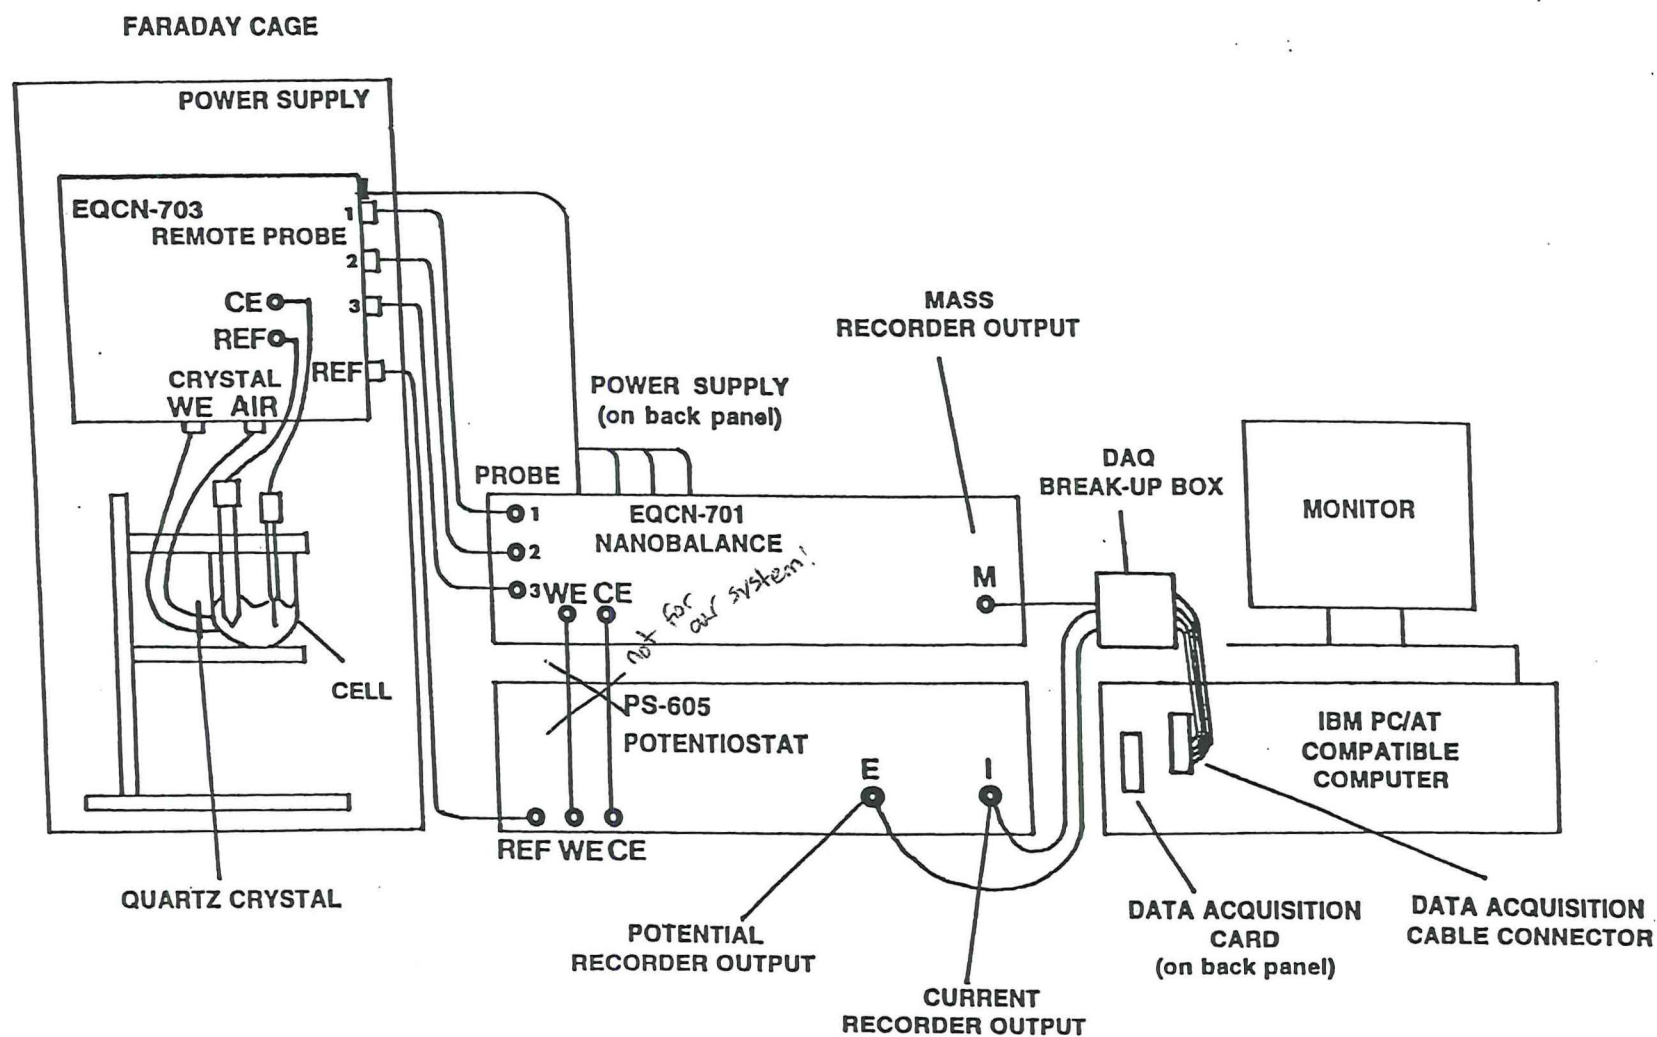 FARADAY CAGE
POWER SUPPLY
EQCN-703
REMOTE PROBE
1
2
3
CE
REF
REF
CRYSTAL
WE AIR
CELL
QUARTZ CRYSTAL
POWER SUPPLY
(on back panel)
PROBE
1
2
3
EQCN-701
NANOBALANCE
WE CE
not for
our system!
MASS
RECORDER OUTPUT
M
PS-605
POTENTIOSTAT
E
I
REF WE CE
POTENTIAL
RECORDER OUTPUT
CURRENT
RECORDER OUTPUT
DAQ
BREAK-UP BOX
MONITOR
IBM PC/AT
COMPATIBLE
COMPUTER
DATA ACQUISITION
CARD
(on back panel)
DATA ACQUISITION
CABLE CONNECTOR